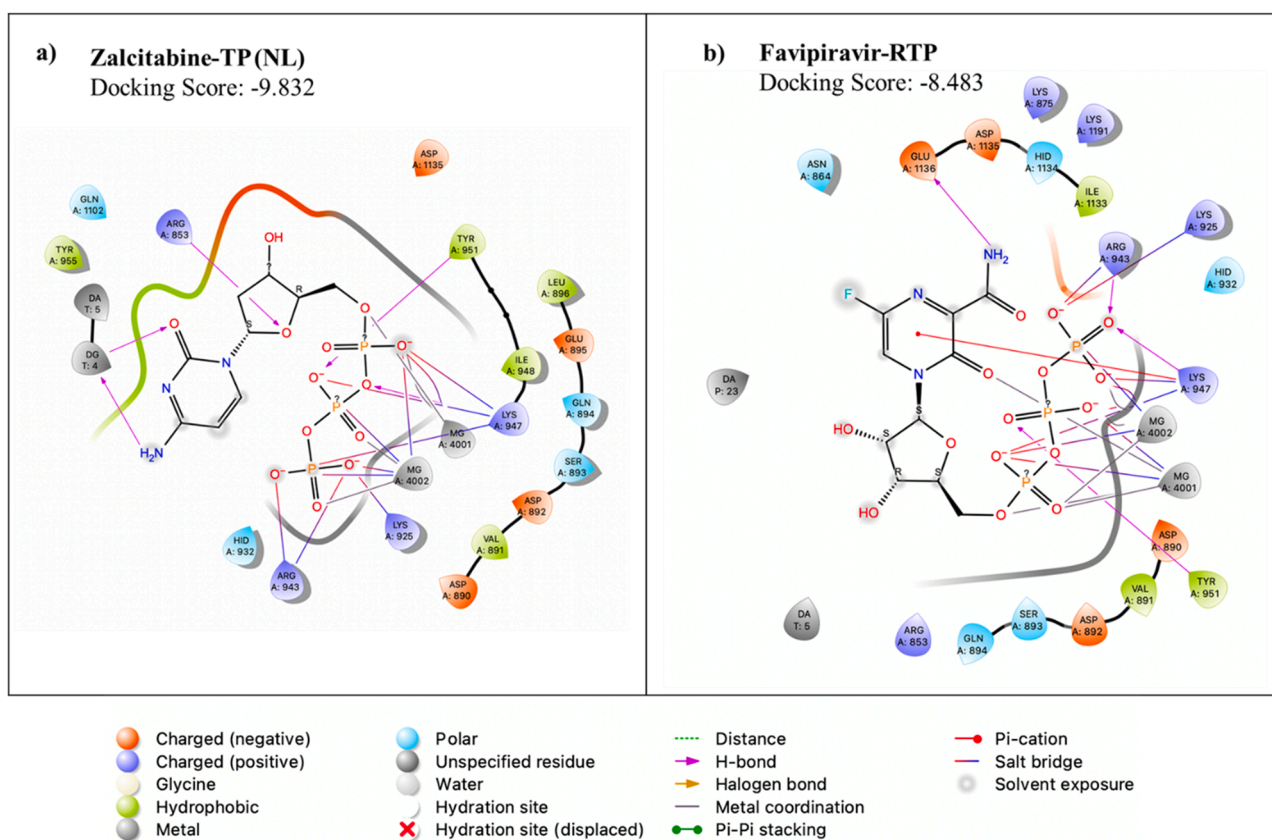 a) Zalcitabine-TP (NL)
Docking Score: -9.832
ASP
A: 1135
GLN
A: 1102
ARG
A: 853
TYR
A: 955
TYR
A: 951
OH
?
R
S
O
DA
T: 5
DG
T: 4
O
N
N
H₂N
O
?
O P O⁻
O⁻
O
P
?
O
O
O⁻ P O⁻
O
LEU
A: 896
GLU
A: 895
ILE
A: 948
GLN
A: 894
LYS
A: 947
MG
A: 4001
SER
A: 893
MG
A: 4002
ASP
A: 892
LYS
A: 925
VAL
A: 891
HID
A: 932
ARG
A: 943
ASP
A: 890
b) Favipiravir-RTP
Docking Score: -8.483
LYS
A: 875
LYS
A: 1191
ASP
A: 1135
GLU
A: 1136
HID
A: 1134
ASN
A: 864
ILE
A: 1133
LYS
A: 925
ARG
A: 943
HID
A: 932
NH₂
F
N
O
O⁻
O
P
N
O
O
O⁻
LYS
A: 947
DA
P: 23
S
O P O⁻
?
MG
A: 4002
HO
S
O
O⁻
O
R
S
P
?
O
MG
A: 4001
HO
O
ASP
A: 890
VAL
A: 891
TYR
A: 951
DA
T: 5
ARG
A: 853
GLN
A: 894
SER
A: 893
ASP
A: 892
Charged (negative)
Charged (positive)
Glycine
Hydrophobic
Metal
Polar
Unspecified residue
Water
Hydration site
Hydration site (displaced)
Distance
H-bond
Halogen bond
Metal coordination
Pi-Pi stacking
Pi-cation
Salt bridge
Solvent exposure